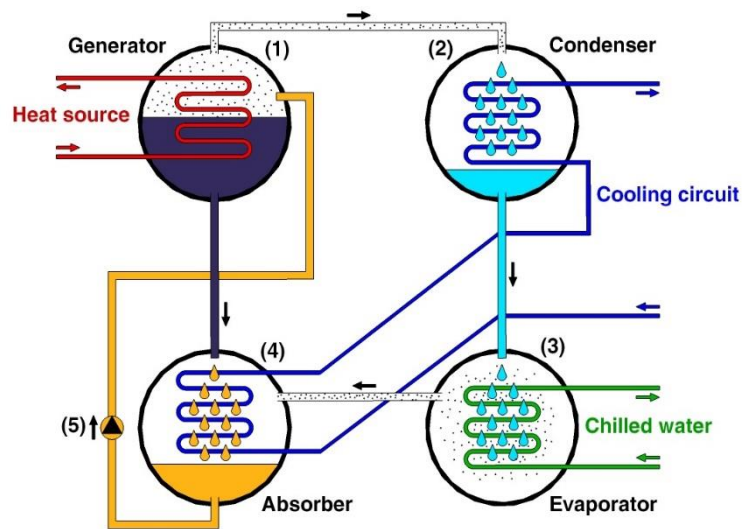 Generator
(1)
(2)
Condenser
Heat source
Cooling circuit
(4)
(3)
(5)
Chilled water
Absorber
Evaporator